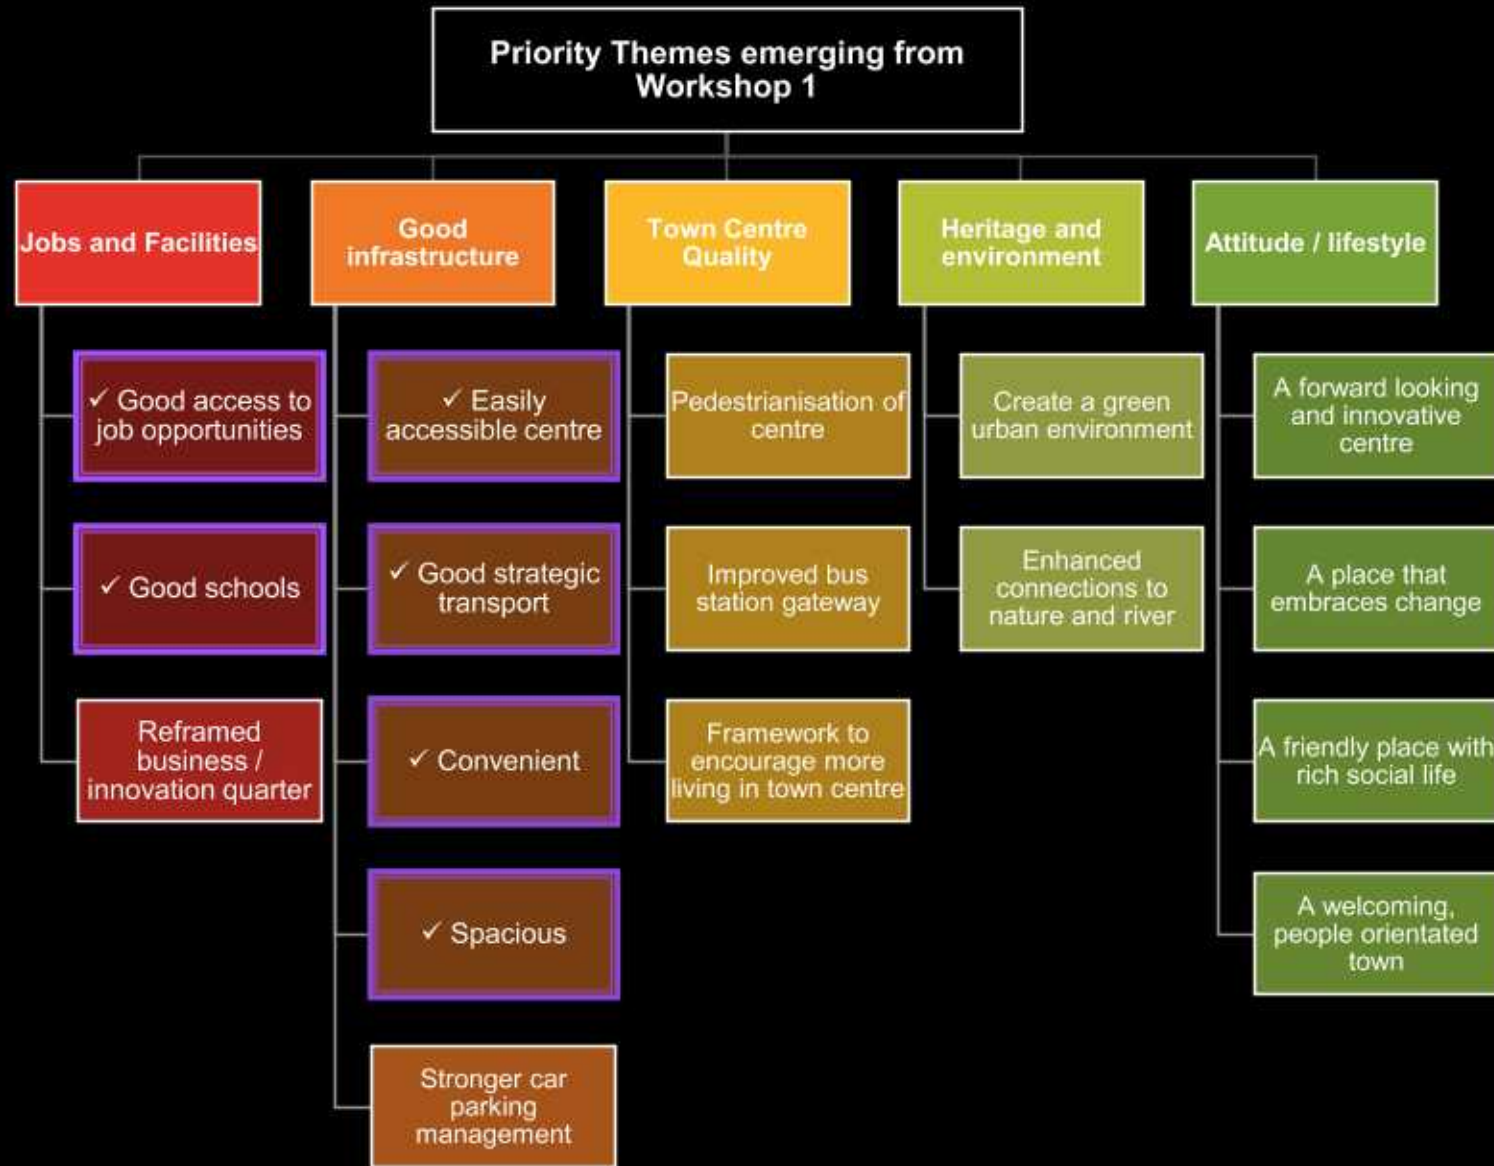 Priority Themes emerging from
Workshop 1
Jobs and Facilities
✓ Good access to
job opportunities
✓ Good schools
Reframed
business /
innovation quarter
Good
infrastructure
✓ Easily
accessible centre
✓ Good strategic
transport
✓ Convenient
✓ Spacious
Stronger car
parking
management
Town Centre
Quality
Pedestrianisation of
centre
Improved bus
station gateway
Framework to
encourage more
living in town centre
Heritage and
environment
Create a green
urban environment
Enhanced
connections to
nature and river
Attitude / lifestyle
A forward looking
and innovative
centre
A place that
embraces change
A friendly place with
rich social life
A welcoming,
people orientated
town